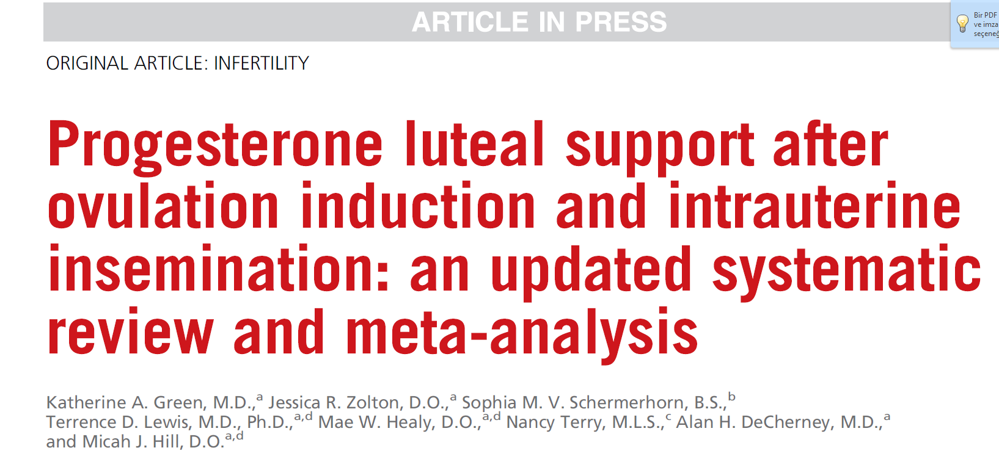 ARTICLE IN PRESS
Bir PDF
ve imza
seçeneğ
ORIGINAL ARTICLE: INFERTILITY
Progesterone luteal support after
ovulation induction and intrauterine
insemination: an updated systematic
review and meta-analysis
Katherine A. Green, M.D.,a Jessica R. Zolton, D.O.,a Sophia M. V. Schermerhorn, B.S.,b
Terrence D. Lewis, M.D., Ph.D.,a,d Mae W. Healy, D.O.,a,d Nancy Terry, M.L.S.,c Alan H. DeCherney, M.D.,a
and Micah J. Hill, D.O.a,d